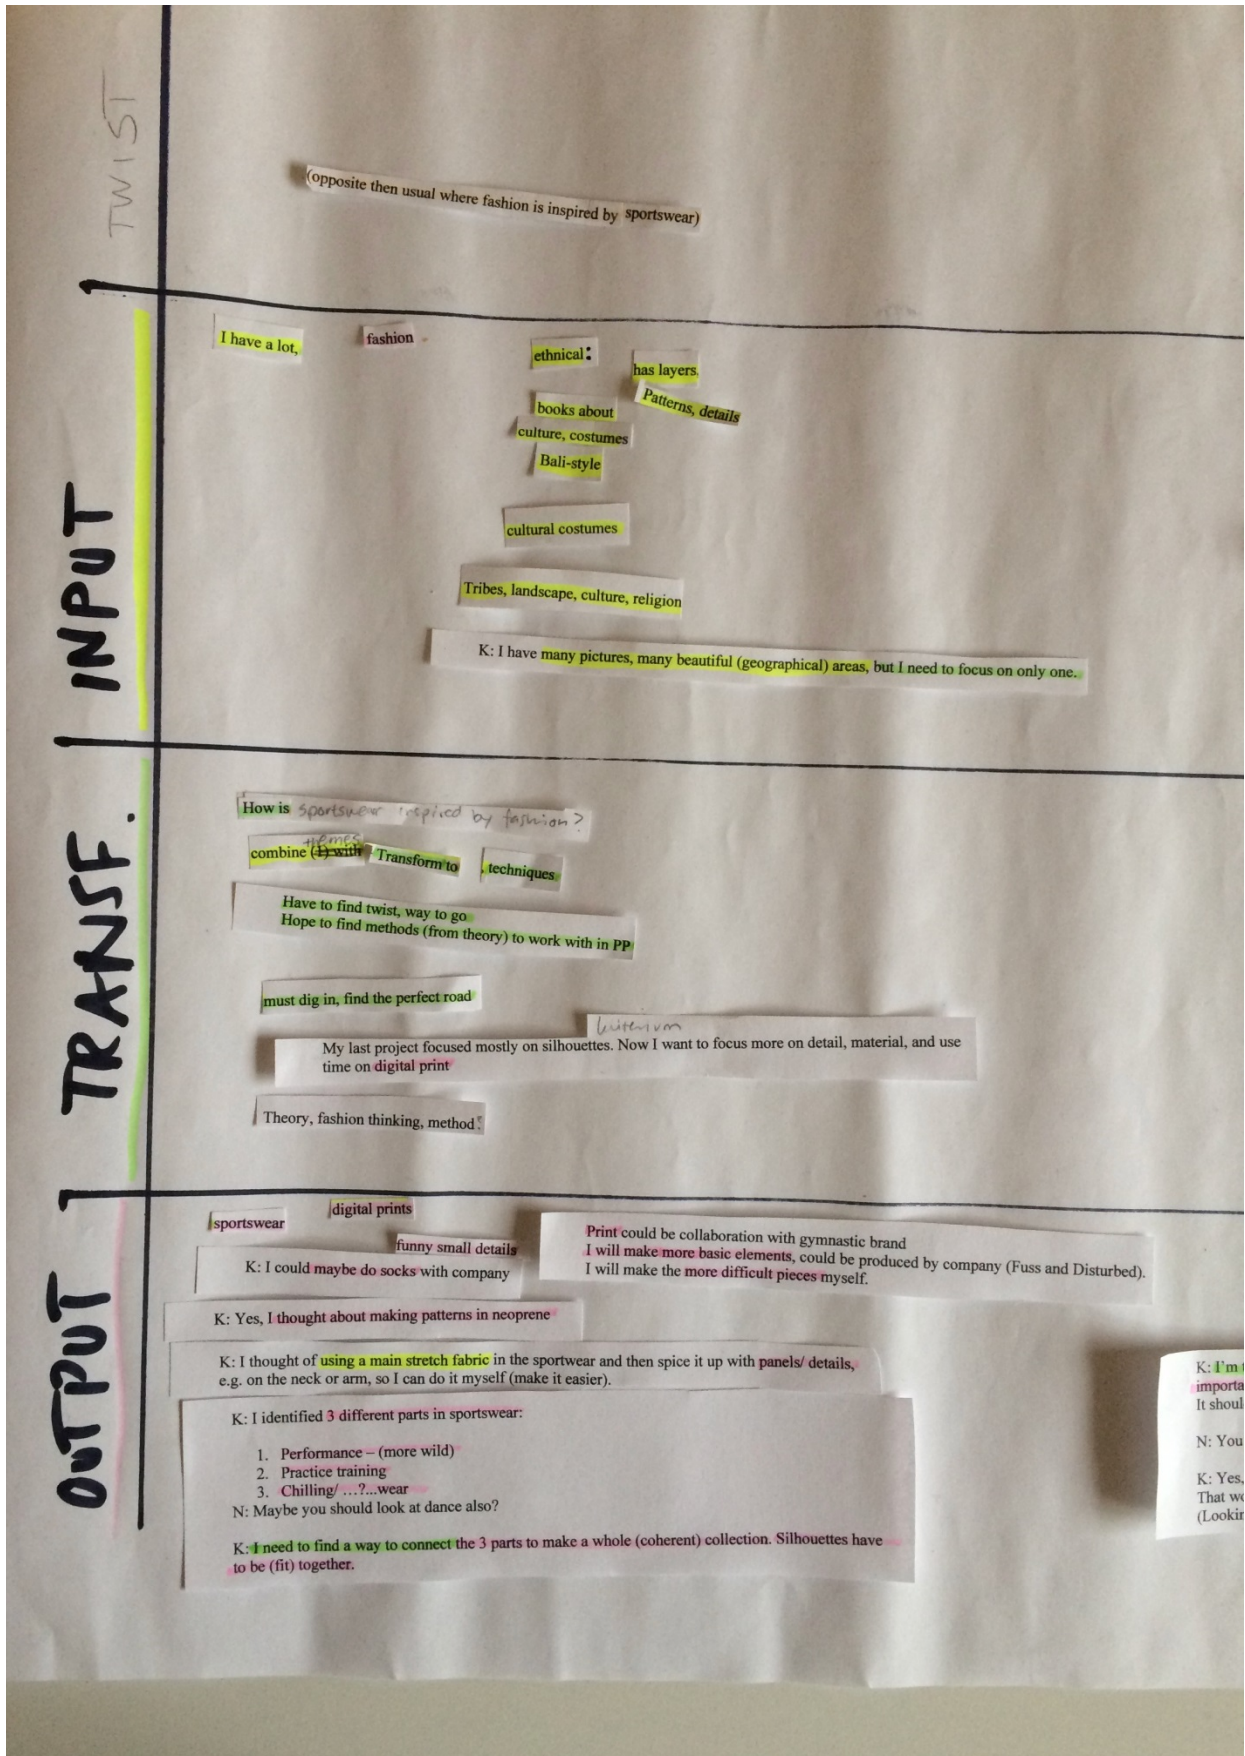 TWIST
(opposite then usual where fashion is inspired by sportswear)
INPUT
I have a lot,
fashion
ethnical:
has layers.
Patterns, details
books about
culture, costumes
Bali-style
cultural costumes
Tribes, landscape, culture, religion
K: I have many pictures, many beautiful (geographical) areas, but I need to focus on only one.
TRANSF.
How is sportswear inspired by fashion?
themes
combine (1) with Transform to , techniques
Have to find twist, way to go
Hope to find methods (from theory) to work with in PP
must dig in, find the perfect road
My last project focused mostly on silhouettes. Now I want to focus more on detail, material, and use
time on digital print
Theory, fashion thinking, method
OUTPUT
sportswear
digital prints
funny small details
K: I could maybe do socks with company
Print could be collaboration with gymnastic brand
I will make more basic elements, could be produced by company (Fuss and Disturbed).
I will make the more difficult pieces myself.
K: Yes, I thought about making patterns in neoprene
K: I thought of using a main stretch fabric in the sportwear and then spice it up with panels/ details,
e.g. on the neck or arm, so I can do it myself (make it easier).
K: I identified 3 different parts in sportswear:
1. Performance – (more wild)
2. Practice training
3. Chilling/ …?...wear
N: Maybe you should look at dance also?
K: I need to find a way to connect the 3 parts to make a whole (coherent) collection. Silhouettes have
to be (fit) together.
K: I'm
It
N: You
K: Yes,
That